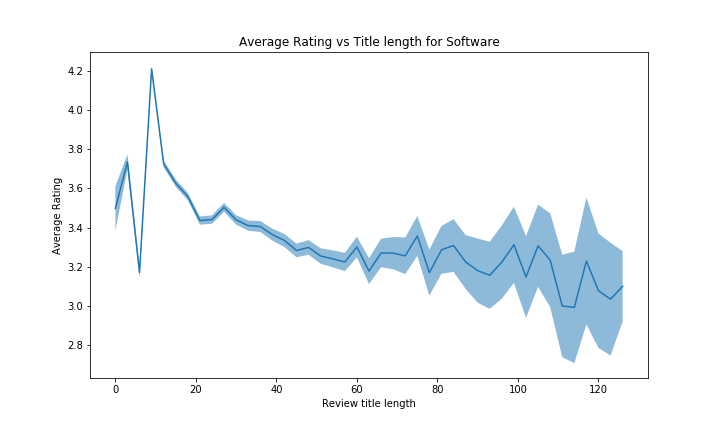 Average Rating vs Title length for Software
Average Rating
4.2
4.0
3.8
3.6
3.4
3.2
3.0
2.8
0 20 40 60 80 100 120
Review title length